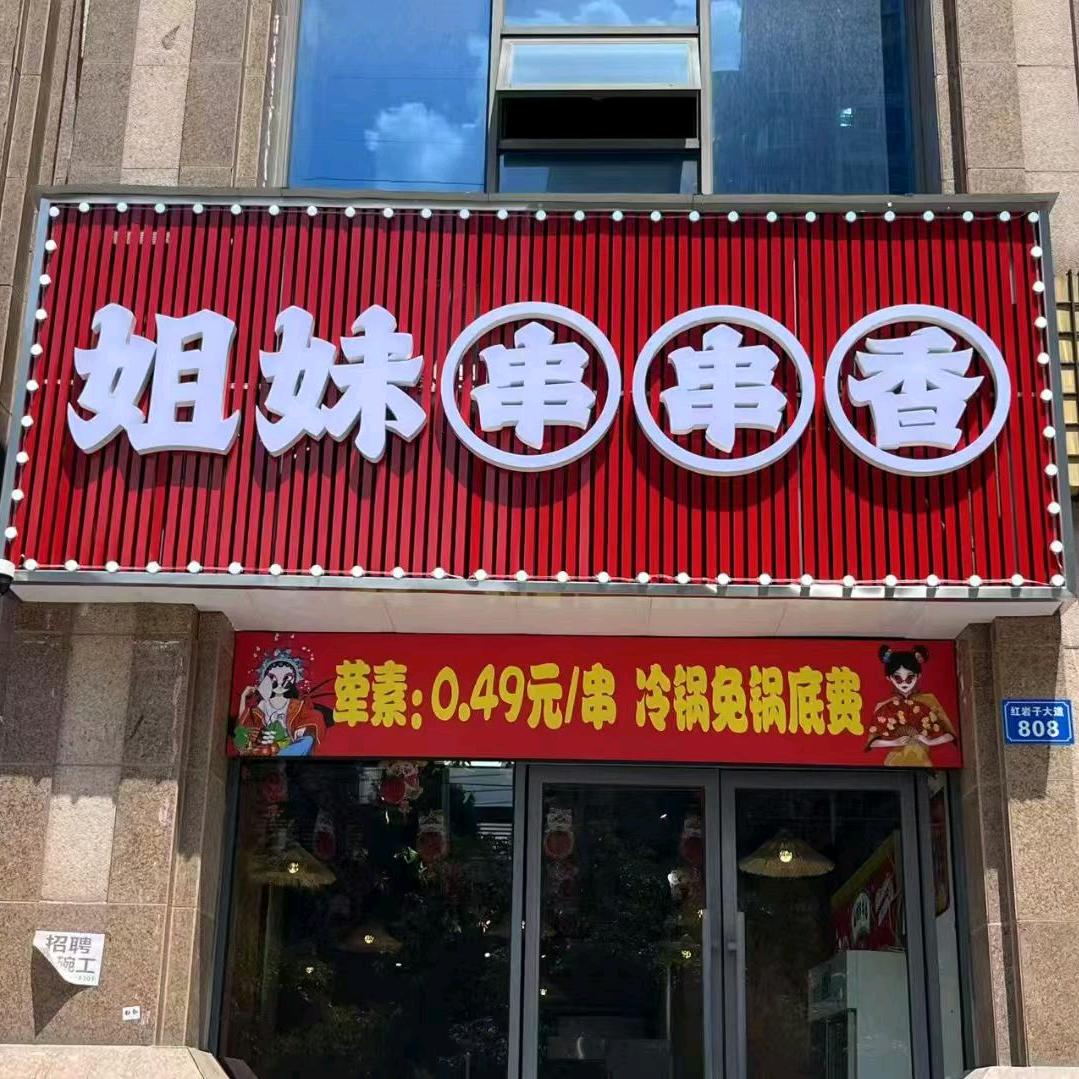 姐妹串串香
荤素:0.49元/串 冷锅免锅底费
红岩子大道
808
招聘
碗工